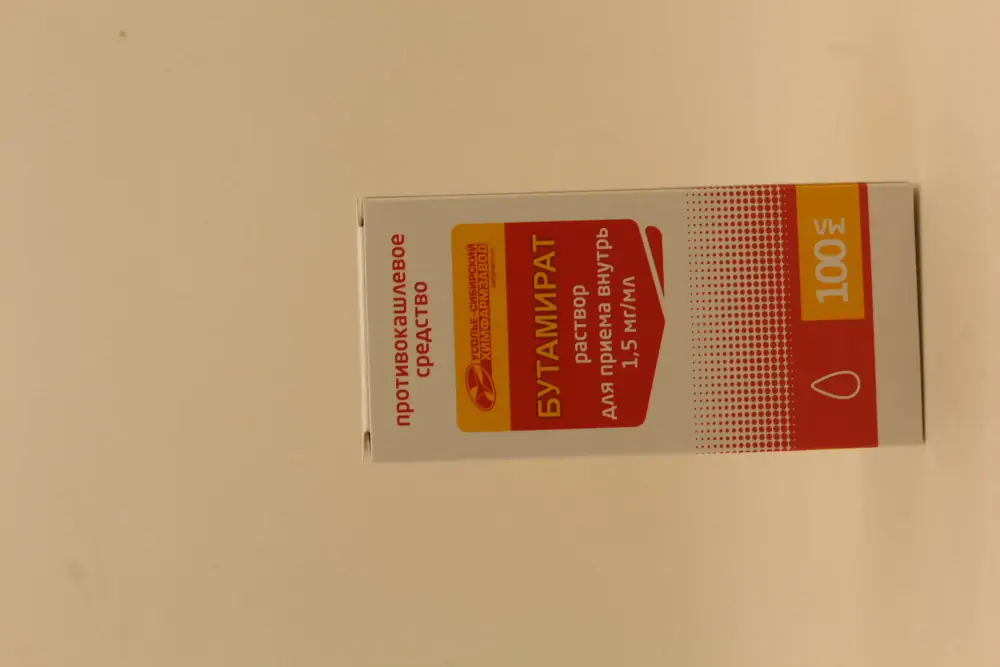 противокашлевое
средство
УСОЛЬЕ-СИБИРСКИЙ
ХИМФАРМЗАВОД
БУТАМИРАТ
раствор
для приема внутрь
1,5 мг/мл
100 МЛ